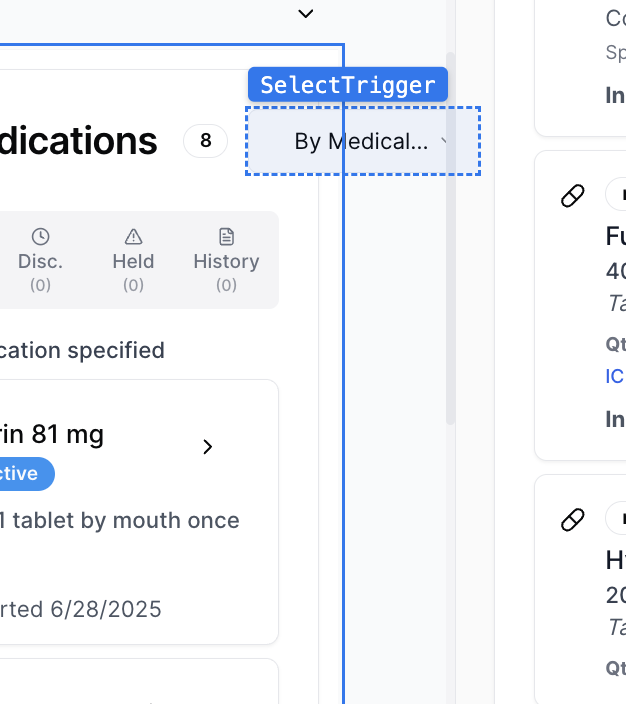 SelectTrigger
dications 8 By Medical...
Disc. Held History
(0) (0) (0)
cation specified
rin 81 mg
ctive
1 tablet by mouth once
rted 6/28/2025
Sp
In
Fu
40
Ta
Qt
IC
In
H
20
Ta
Qt